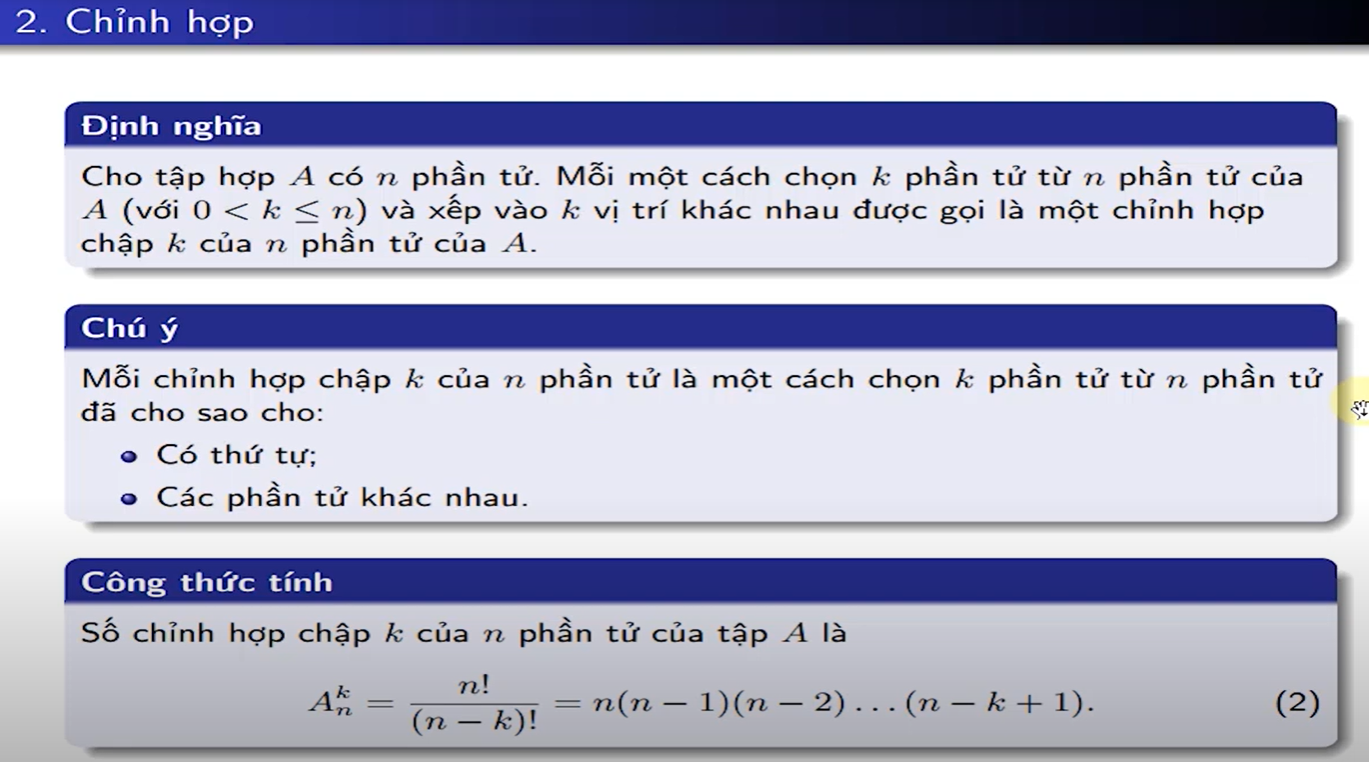 2. Chỉnh hợp
Định nghĩa
Cho tập hợp A có n phần tử. Mỗi một cách chọn k phần tử từ n phần tử của
A (với 0 < k ≤ n) và xếp vào k vị trí khác nhau được gọi là một chỉnh hợp
chập k của n phần tử của A.
Chú ý
Mỗi chỉnh hợp chập k của n phần tử là một cách chọn k phần tử từ n phần tử
đã cho sao cho:
• Có thứ tự;
• Các phần tử khác nhau.
Công thức tính
Số chỉnh hợp chập k của n phần tử của tập A là
A_n^k = n!/(n − k)! = n(n − 1)(n − 2)...(n − k + 1). (2)